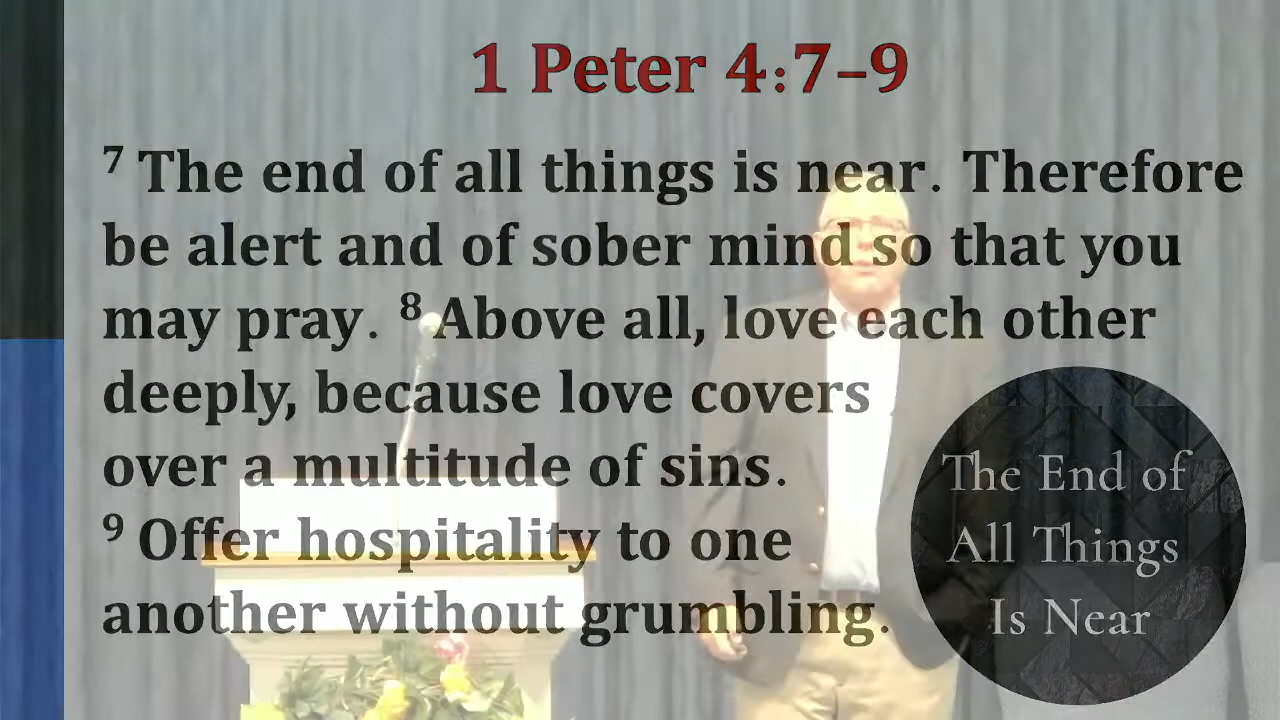 1 Peter 4:7–9
7 The end of all things is near. Therefore
be alert and of sober mind so that you
may pray. 8 Above all, love each other
deeply, because love covers
over a multitude of sins.
9 Offer hospitality to one
another without grumbling.
The End of
All Things
Is Near